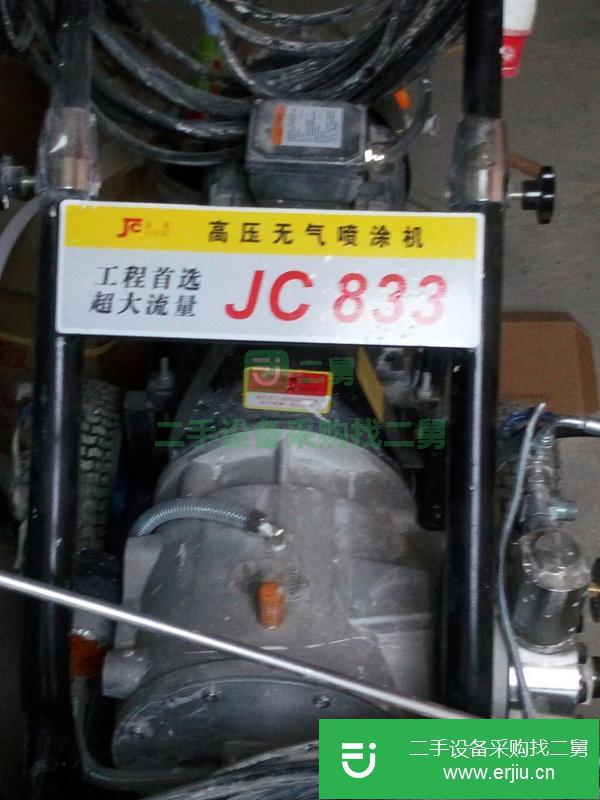 JC
高压无气喷涂机
工程首选
超大流量
JC 833
二舅
二手设备采购找二舅
二手设备采购找二舅
www.erjiu.cn